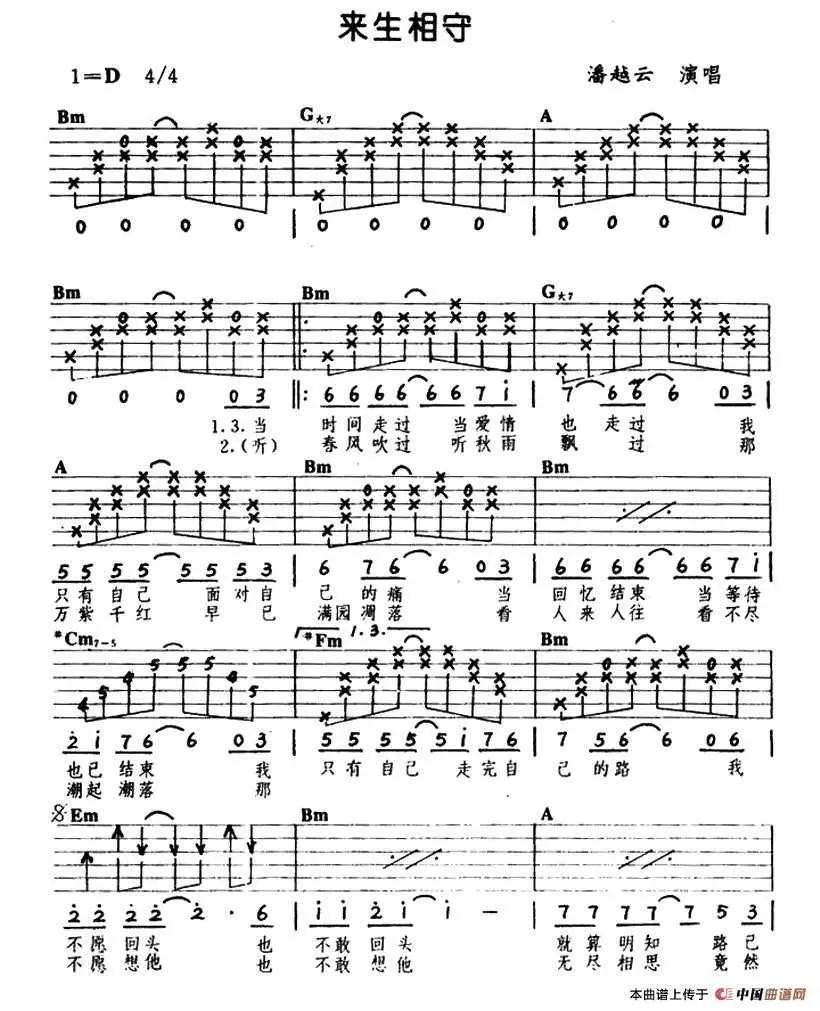 来生相守
1=D 4/4 潘越云 演唱
Bm G大7 A
0 0 0 0 | 0 0 0 0 | 0 0 0 0 |
Bm Bm G大7
0 0 0 0 3 ‖: 6 6 6 6 6 6 7 i | 7 6 6 6 0 3
1.3.当 时间走过 当爱情 也走过 我
2.(听) 春风吹过 听秋雨 飘过 那
A Bm Bm
5 5 5 5 5 5 5 5 | 6 7 6 6 0 3 | 6 6 6 6 6 6 7 i
只有自己 面对自 己的痛 当 回忆结束 当等待
万紫千红 早已 满园凋落 看 人来人往 看不尽
#Cm7-5 #Fm 1.3. Bm
2 i 7 6 6 0 3 | 5 5 5 5 5 i 7 6 | 7 5 6 6 0 6
也已结束 我 只有自己 走完自 己的路 我
潮起潮落 那
Em Bm A
2 2 2 2 2 · 6 | i i 2 i i － | 7 7 7 7 7 5 3
不愿回头 也 不敢回头 就算明知 路已
不愿想他 也 不敢想他 无尽相思 竟然
本曲谱上传于 中国曲谱网